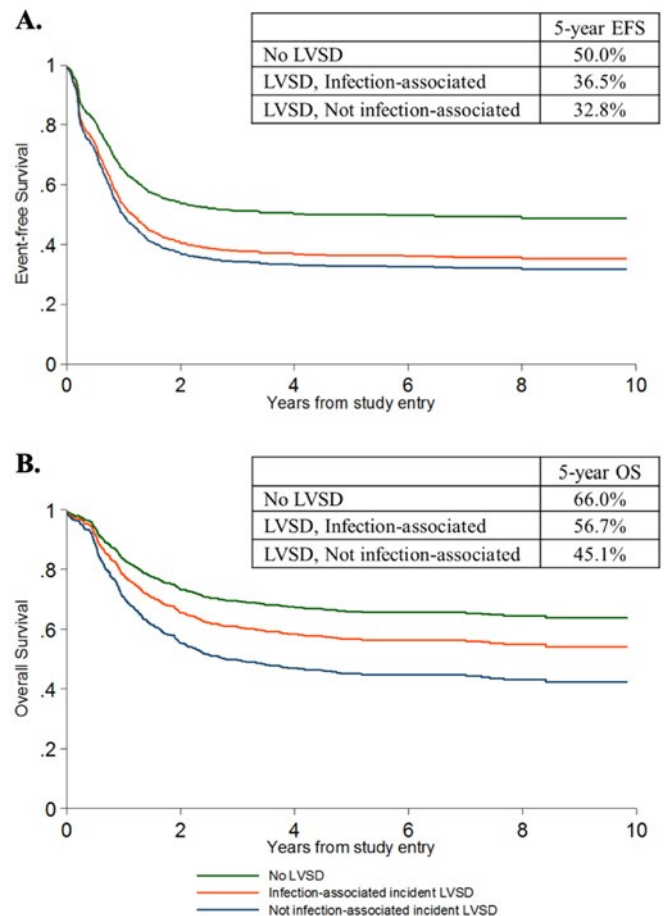 A.
5-year EFS
No LVSD 50.0%
LVSD, Infection-associated 36.5%
LVSD, Not infection-associated 32.8%
1
.8
.6
.4
.2
0
Event-free Survival
0 2 4 6 8 10
Years from study entry
B.
5-year OS
No LVSD 66.0%
LVSD, Infection-associated 56.7%
LVSD, Not infection-associated 45.1%
1
.8
.6
.4
.2
0
Overall Survival
0 2 4 6 8 10
Years from study entry
No LVSD
Infection-associated incident LVSD
Not infection-associated incident LVSD